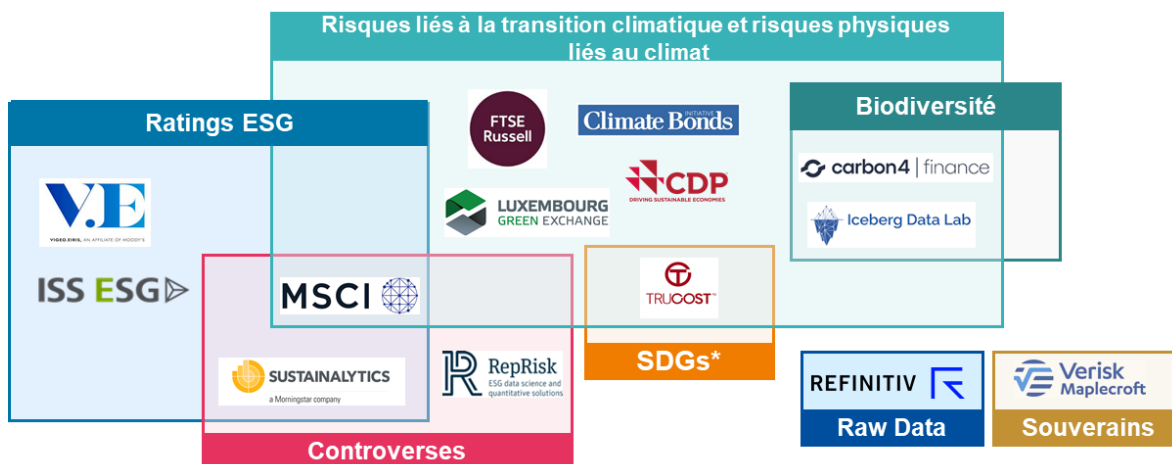 Risques liés à la transition climatique et risques physiques
liés au climat
Ratings ESG
Biodiversité
FTSE
Russell
Climate Bonds
INITIATIVE
carbon4 | finance
CDP
DRIVING SUSTAINABLE ECONOMIES
V.E
VIGEO EIRIS, AN AFFILIATE OF MOODY'S
LUXEMBOURG
GREEN EXCHANGE
Iceberg Data Lab
ISS ESG
MSCI
TRUCOST™
SDGs*
SUSTAINALYTICS
a Morningstar company
RepRisk
ESG data science and
quantitative solutions
REFINITIV
Verisk
Maplecroft
Raw Data
Souverains
Controverses